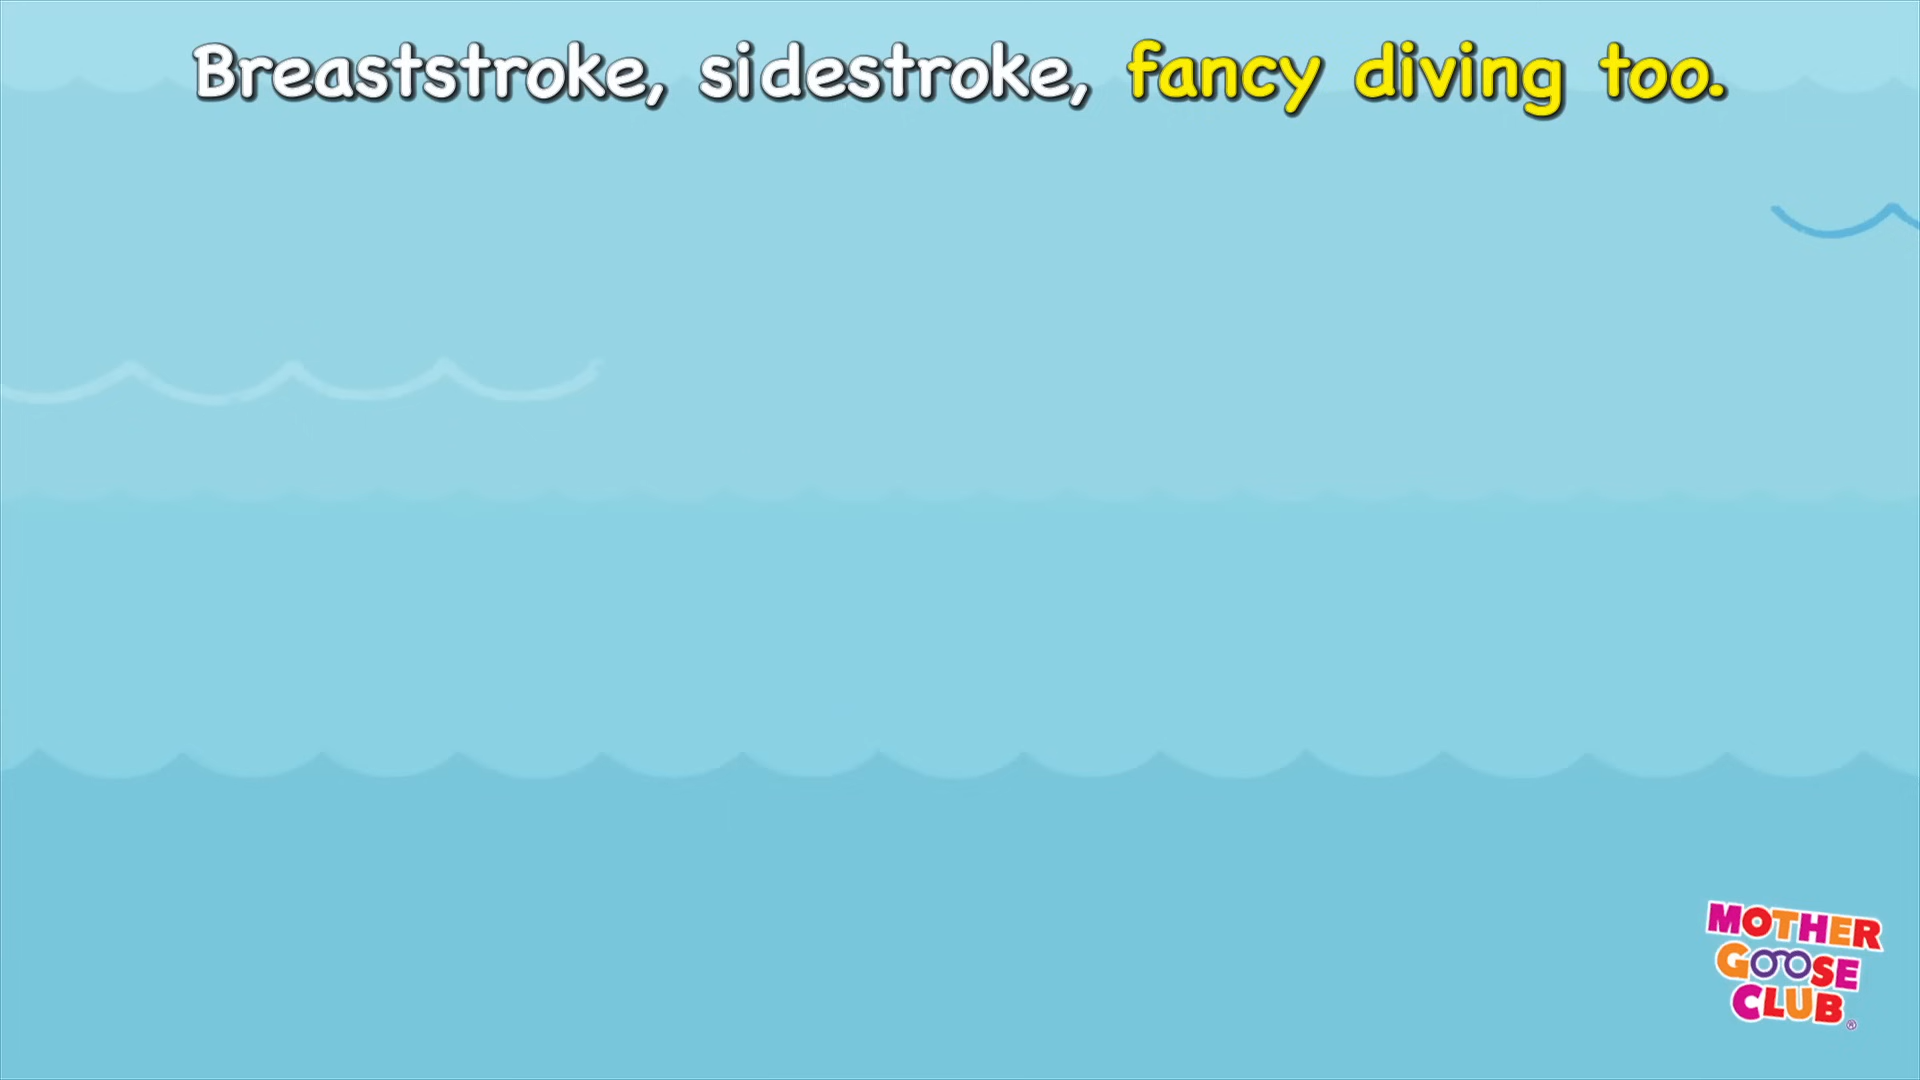 Breaststroke, sidestroke, fancy diving too.
MOTHER
GOOSE
CLUB
®